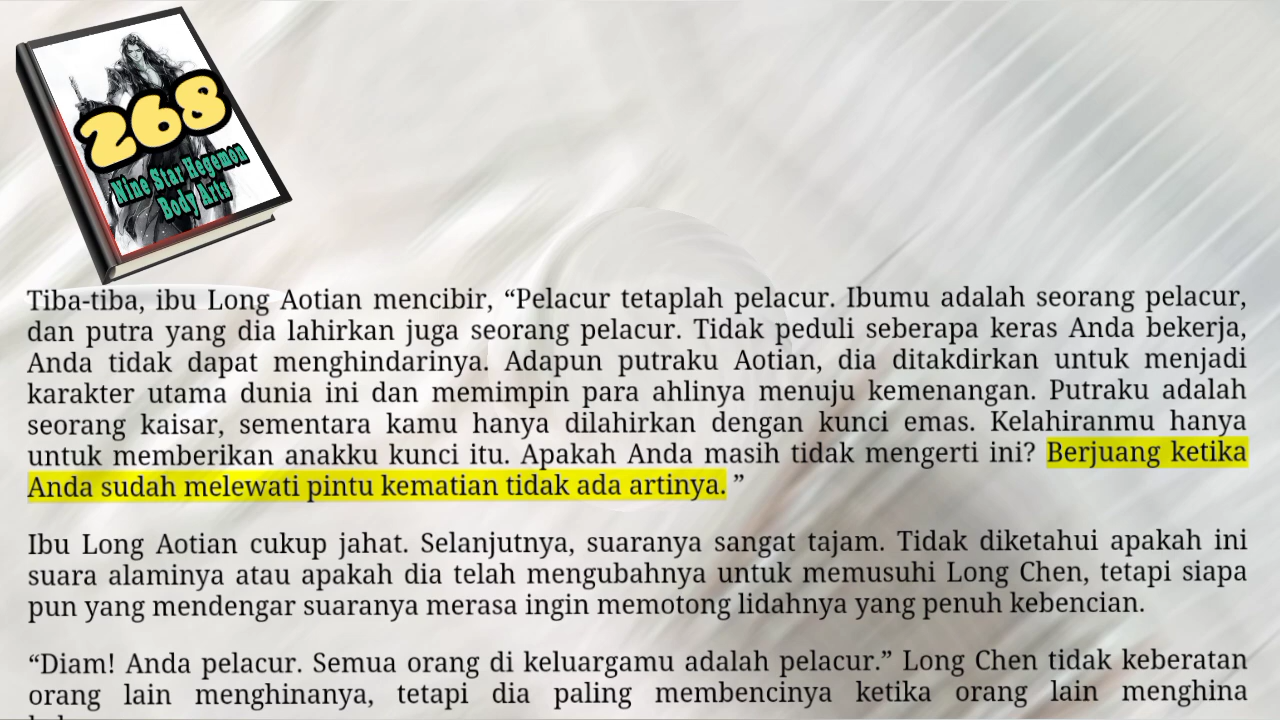 268
Nine Star Hegemon
Body Arts
Tiba-tiba, ibu Long Aotian mencibir, “Pelacur tetaplah pelacur. Ibumu adalah seorang pelacur,
dan putra yang dia lahirkan juga seorang pelacur. Tidak peduli seberapa keras Anda bekerja,
Anda tidak dapat menghindarinya. Adapun putraku Aotian, dia ditakdirkan untuk menjadi
karakter utama dunia ini dan memimpin para ahlinya menuju kemenangan. Putraku adalah
seorang kaisar, sementara kamu hanya dilahirkan dengan kunci emas. Kelahiranmu hanya
untuk memberikan anakku kunci itu. Apakah Anda masih tidak mengerti ini? Berjuang ketika
Anda sudah melewati pintu kematian tidak ada artinya. ”
Ibu Long Aotian cukup jahat. Selanjutnya, suaranya sangat tajam. Tidak diketahui apakah ini
suara alaminya atau apakah dia telah mengubahnya untuk memusuhi Long Chen, tetapi siapa
pun yang mendengar suaranya merasa ingin memotong lidahnya yang penuh kebencian.
“Diam! Anda pelacur. Semua orang di keluargamu adalah pelacur.” Long Chen tidak keberatan
orang lain menghinanya, tetapi dia paling membencinya ketika orang lain menghina